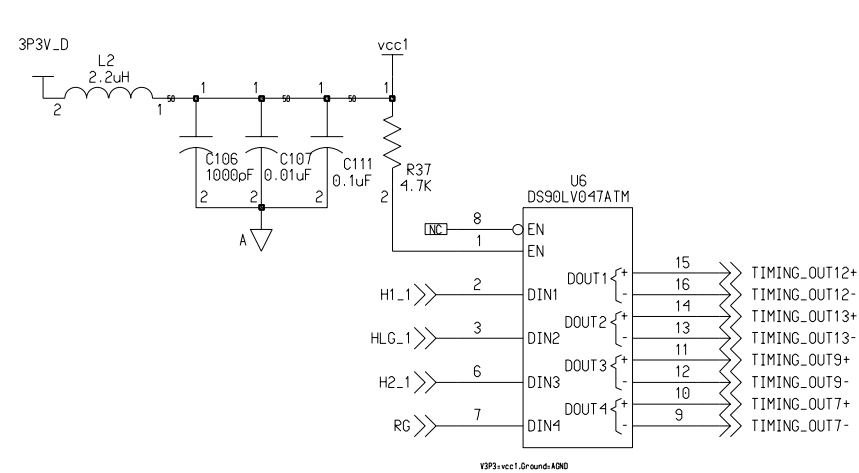 3P3V_D
L2
2.2uH
vcc1
2
1
50
1
1
50
1
50
1
C106
1000pF
C107
0.01uF
C111
0.1uF
R37
4.7K
2
2
2
2
A
U6
DS90LV047ATM
NC
8
EN
1
EN
H1_1
2
DIN1
HLG_1
3
DIN2
H2_1
6
DIN3
RG
7
DIN4
DOUT1
+
15
TIMING_OUT12+
-
16
TIMING_OUT12-
DOUT2
+
14
TIMING_OUT13+
-
13
TIMING_OUT13-
DOUT3
+
11
TIMING_OUT9+
-
12
TIMING_OUT9-
DOUT4
+
10
TIMING_OUT7+
-
9
TIMING_OUT7-
V3P3=vcc1,Ground=AGND